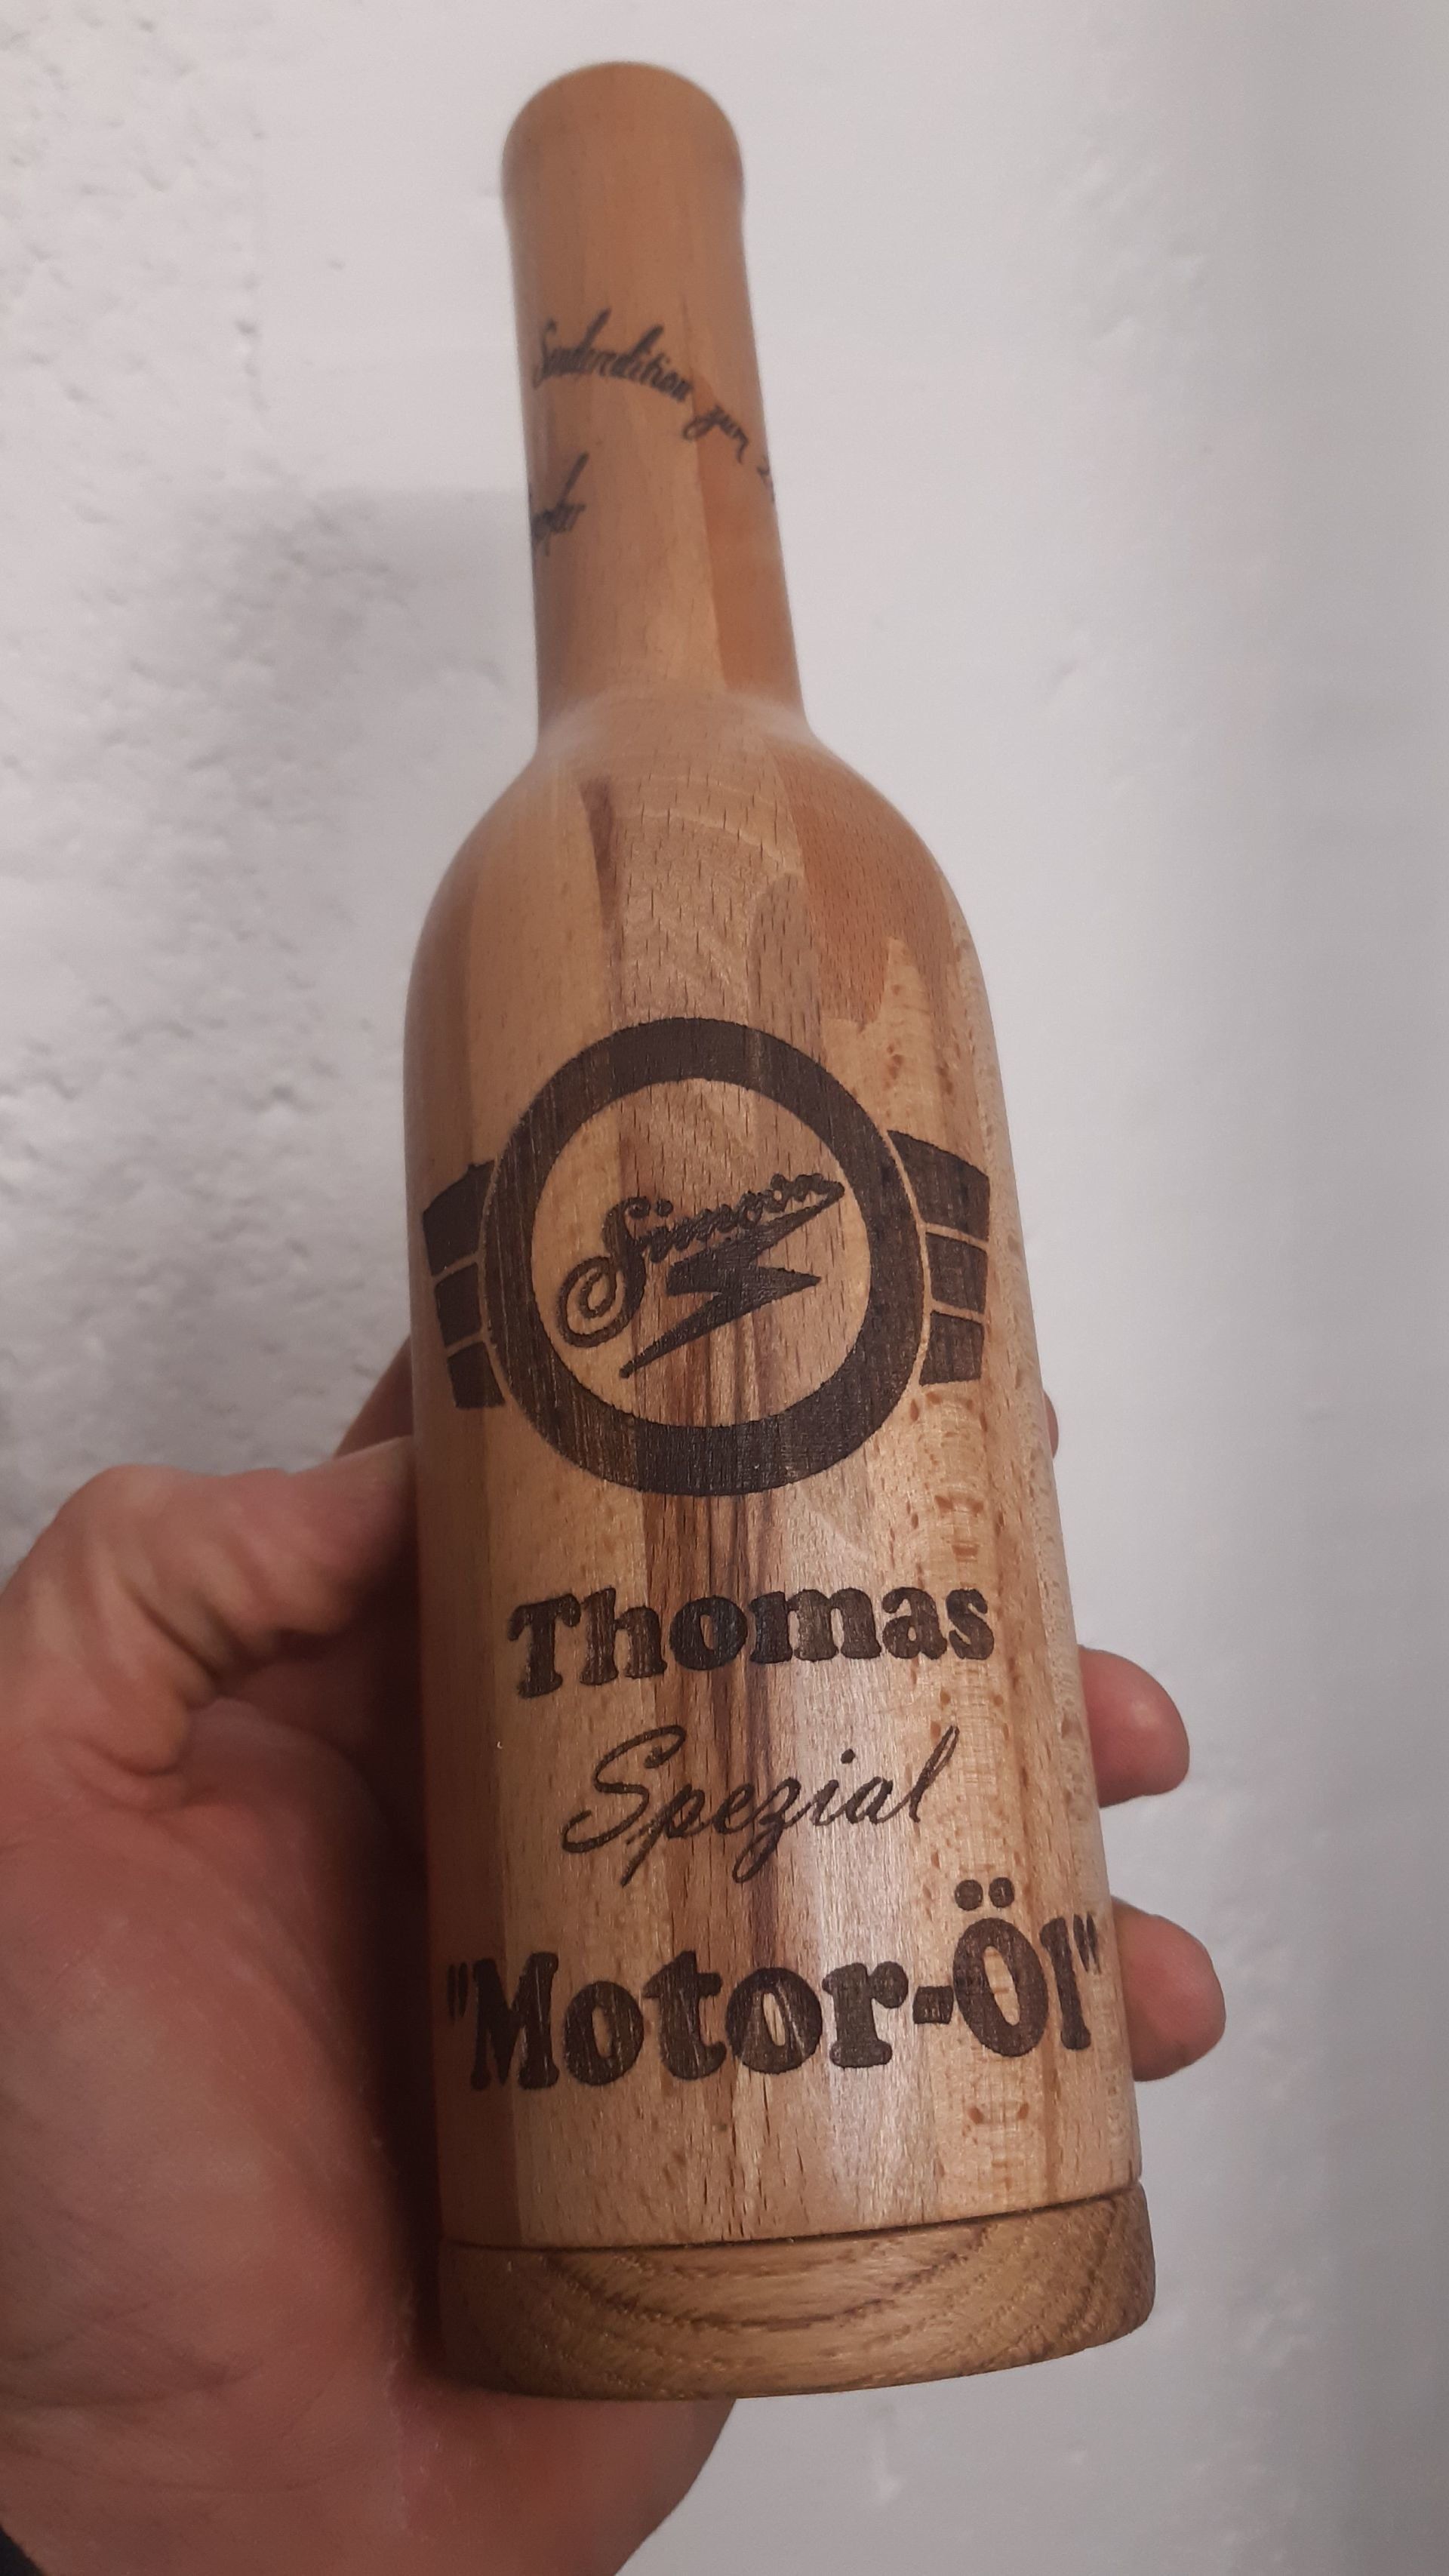 Sonderedition zum
Simson
Thomas
Spezial
"Motor-Öl"